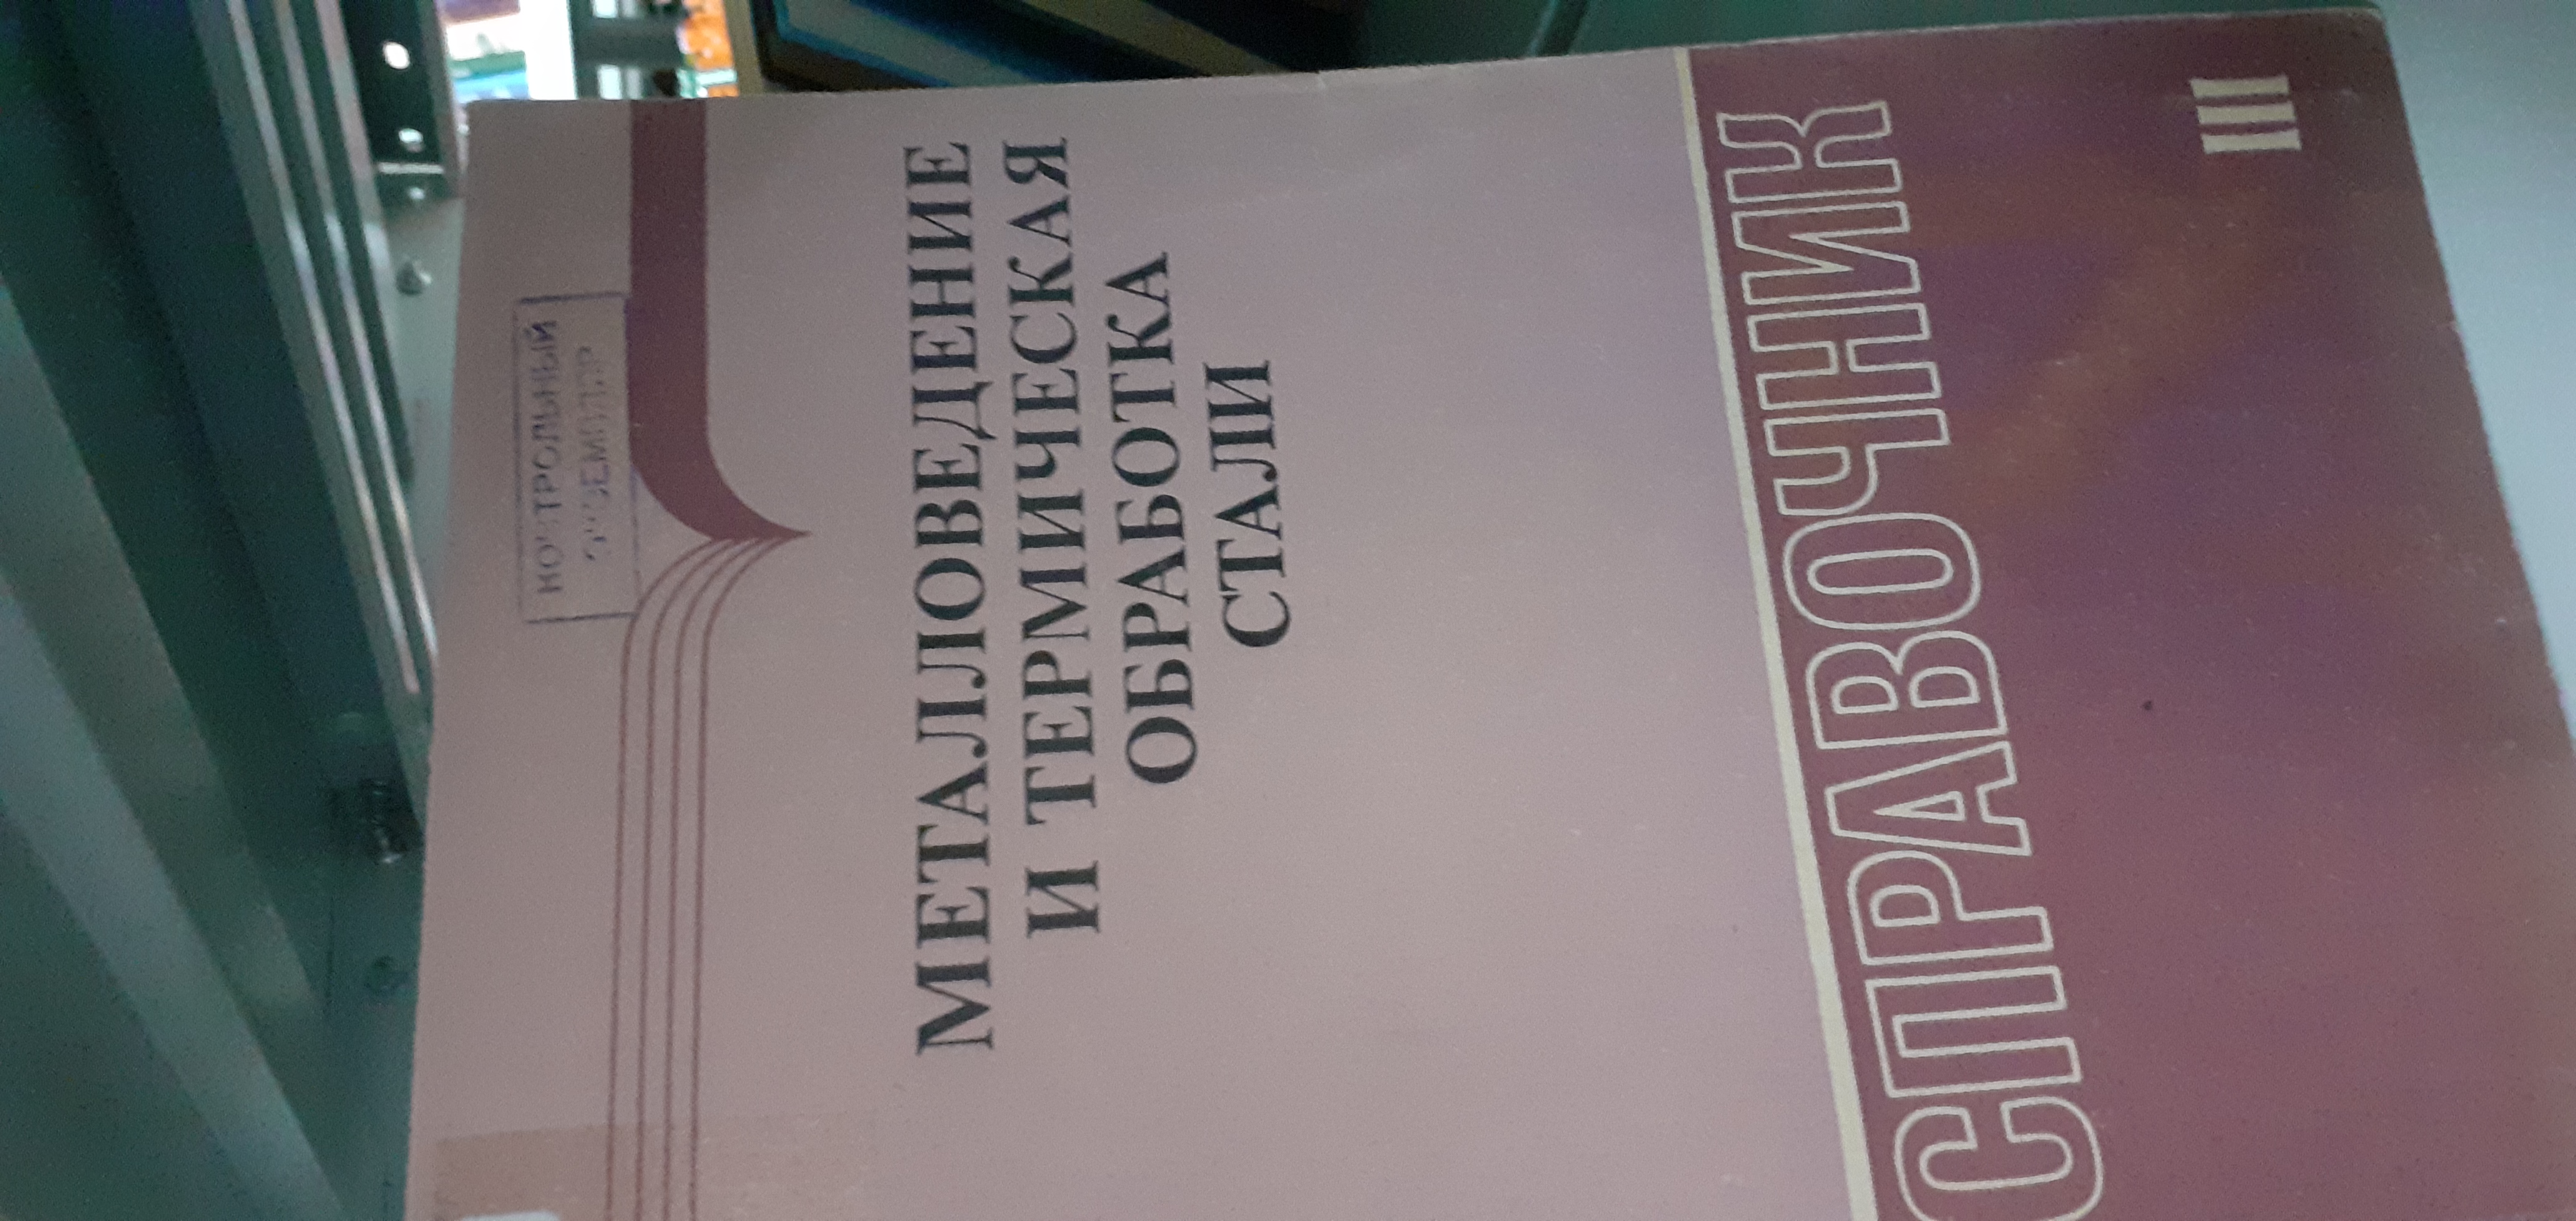 КОНТРОЛЬНЫЙ
ЭКЗЕМПЛЯР
МЕТАЛЛОВЕДЕНИЕ
И ТЕРМИЧЕСКАЯ
ОБРАБОТКА
СТАЛИ
СПРАВОЧНИК
III